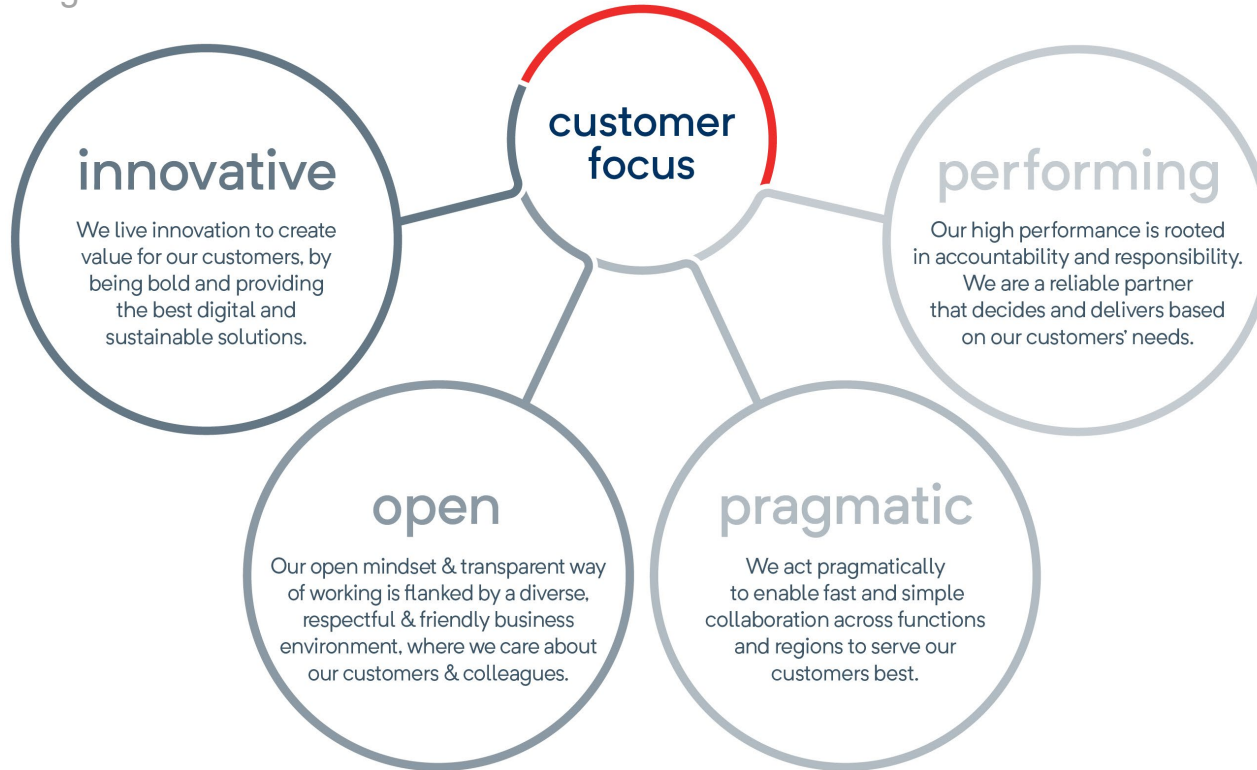 customer
focus
innovative
We live innovation to create
value for our customers, by
being bold and providing
the best digital and
sustainable solutions.
performing
Our high performance is rooted
in accountability and responsibility.
We are a reliable partner
that decides and delivers based
on our customers’ needs.
open
Our open mindset & transparent way
of working is flanked by a diverse,
respectful & friendly business
environment, where we care about
our customers & colleagues.
pragmatic
We act pragmatically
to enable fast and simple
collaboration across functions
and regions to serve our
customers best.